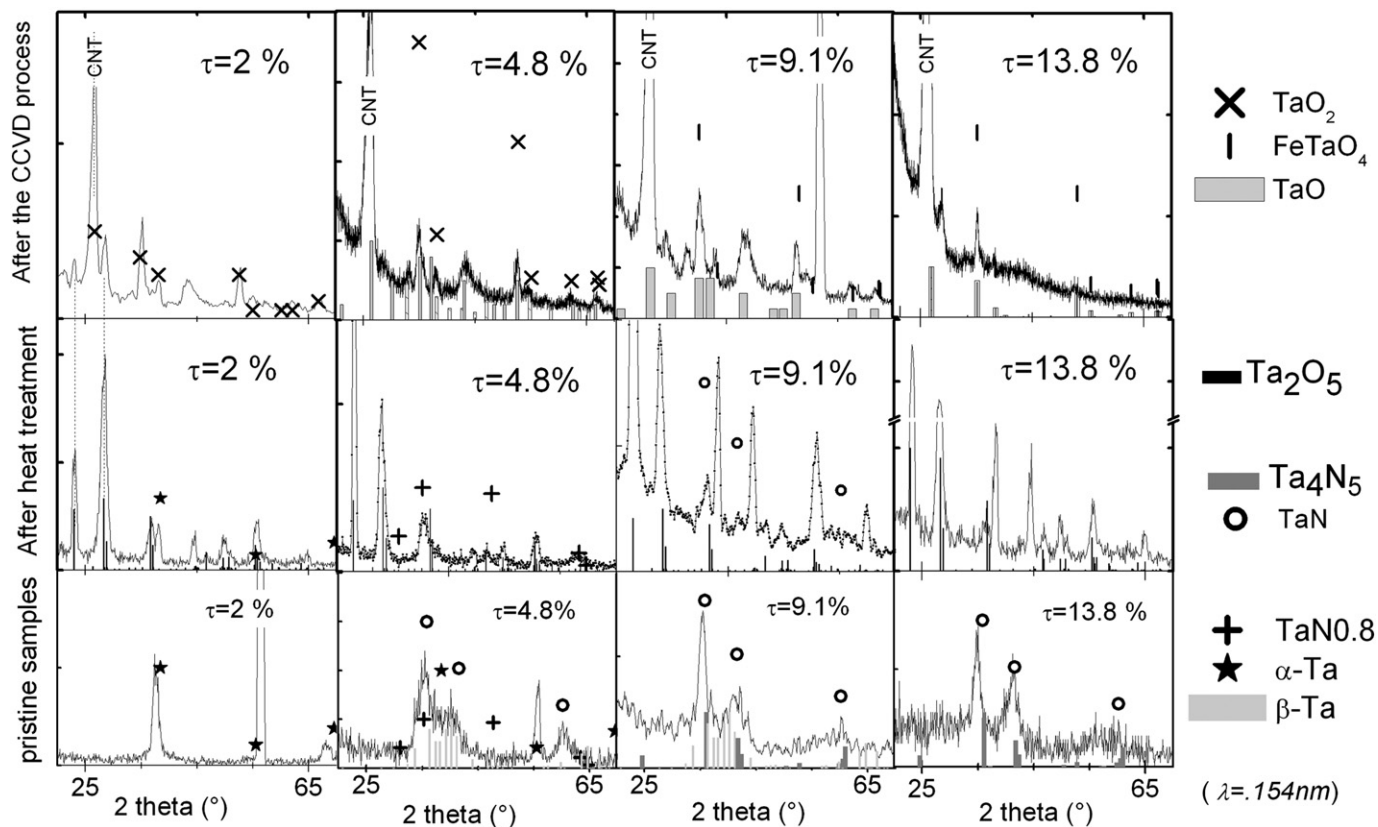 After the CCVD process
CNT
τ=2 %
CNT
τ=4.8 %
CNT
τ=9.1%
CNT
τ=13.8 %
TaO2
FeTaO4
TaO
After heat treatment
τ=2 %
τ=4.8%
τ=9.1%
τ=13.8 %
Ta2O5
Ta4N5
TaN
pristine samples
τ=2 %
τ=4.8%
τ=9.1%
τ=13.8 %
TaN0.8
α-Ta
β-Ta
25 65 25 65 25 65 25 65
2 theta (°) 2 theta (°) 2 theta (°) 2 theta (°)
( λ=.154nm)